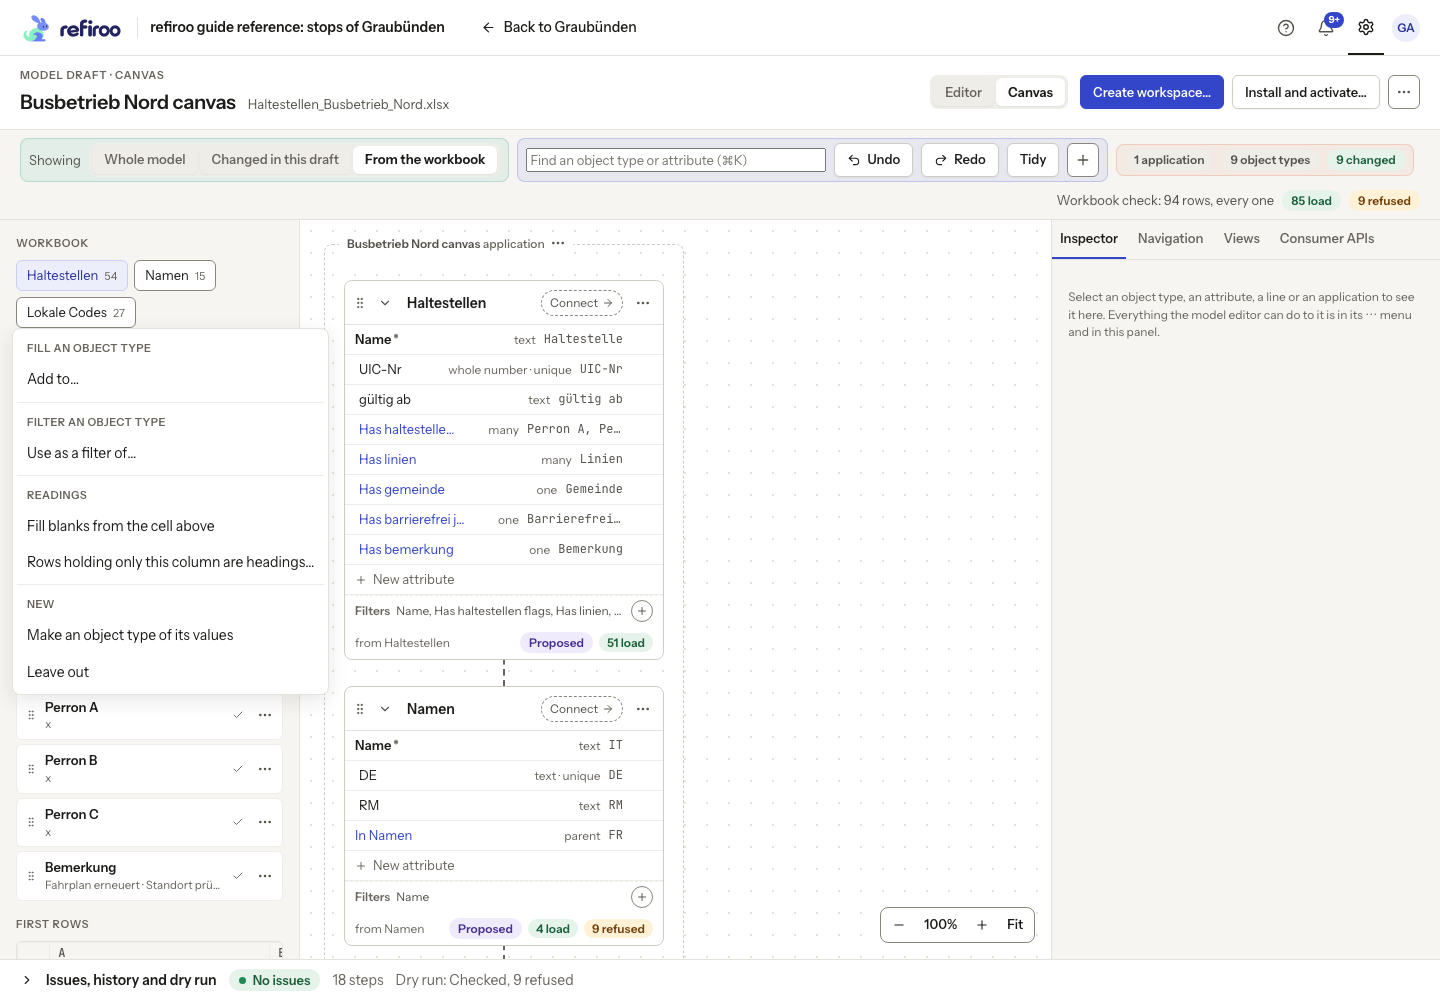 refiroo
refiroo guide reference: stops of Graubünden
← Back to Graubünden
9+
GA
MODEL DRAFT · CANVAS
Busbetrieb Nord canvas
Haltestellen_Busbetrieb_Nord.xlsx
Editor
Canvas
Create workspace...
Install and activate...
Showing
Whole model
Changed in this draft
From the workbook
Find an object type or attribute (⌘K)
Undo
Redo
Tidy
1 application
9 object types
9 changed
Workbook check: 94 rows, every one
85 load
9 refused
WORKBOOK
Haltestellen 54
Namen 15
Lokale Codes 27
FILL AN OBJECT TYPE
Add to...
FILTER AN OBJECT TYPE
Use as a filter of...
READINGS
Fill blanks from the cell above
Rows holding only this column are headings...
NEW
Make an object type of its values
Leave out
Perron A
x
Perron B
x
Perron C
x
Bemerkung
Fahrplan erneuert · Standort prü...
FIRST ROWS
A
Busbetrieb Nord canvas application
Haltestellen
Connect →
Name * text Haltestelle
UIC-Nr whole number · unique UIC-Nr
gültig ab text gültig ab
Has haltestelle... many Perron A, Pe…
Has linien many Linien
Has gemeinde one Gemeinde
Has barrierefrei j... one Barrierefrei…
Has bemerkung one Bemerkung
+ New attribute
Filters Name, Has haltestellen flags, Has linien, ...
from Haltestellen
Proposed
51 load
Namen
Connect →
Name * text IT
DE text · unique DE
RM text RM
In Namen parent FR
+ New attribute
Filters Name
from Namen
Proposed
4 load
9 refused
− 100% + Fit
Inspector
Navigation
Views
Consumer APIs
Select an object type, an attribute, a line or an application to see
it here. Everything the model editor can do to it is in its ··· menu
and in this panel.
Issues, history and dry run
No issues
18 steps
Dry run: Checked, 9 refused